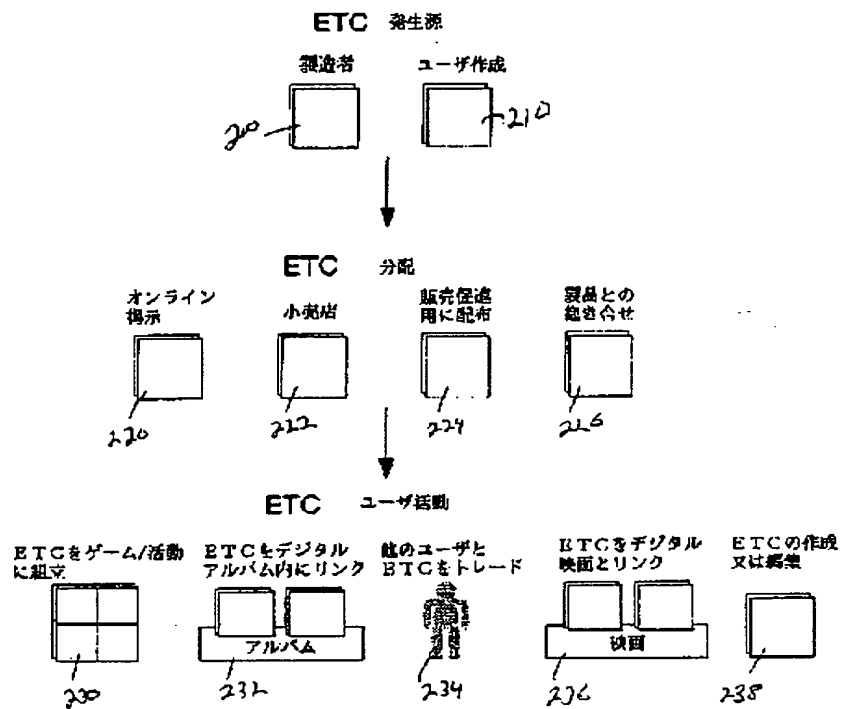 ETC 発生源
製造者
ユーザ作成
20
210
ETC 分配
オンライン
掲示
小売店
販売促進
用に配布
製品との
組み合せ
220
222
224
226
ETC ユーザ活動
ETCをゲーム/活動
に組立
ETCをデジタル
アルバム内にリンク
他のユーザと
ETCをトレード
ETCをデジタル
映画とリンク
ETCの作成
又は編集
アルバム
映画
230
232
234
236
238